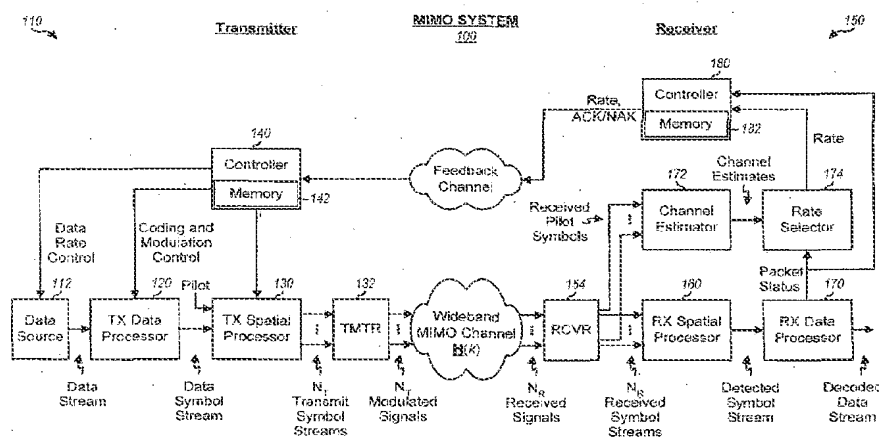 110
Transmitter
MIMO SYSTEM
100
Receiver
150
180
Controller
Memory
182
Rate,
ACK/NAK
Rate
140
Controller
Memory
142
Feedback
Channel
172
Channel
Estimator
Channel
Estimates
174
Rate
Selector
Received
Pilot
Symbols
Data
Rate
Control
Coding and
Modulation
Control
Pilot
Packet
Status
112
Data
Source
120
TX Data
Processor
130
TX Spatial
Processor
132
TMTR
Wideband
MIMO Channel
H(k)
154
RCVR
160
RX Spatial
Processor
170
RX Data
Processor
Data
Stream
Data
Symbol
Stream
NT
Transmit
Symbol
Streams
NT
Modulated
Signals
NR
Received
Signals
NR
Received
Symbol
Streams
Detected
Symbol
Stream
Decoded
Data
Stream